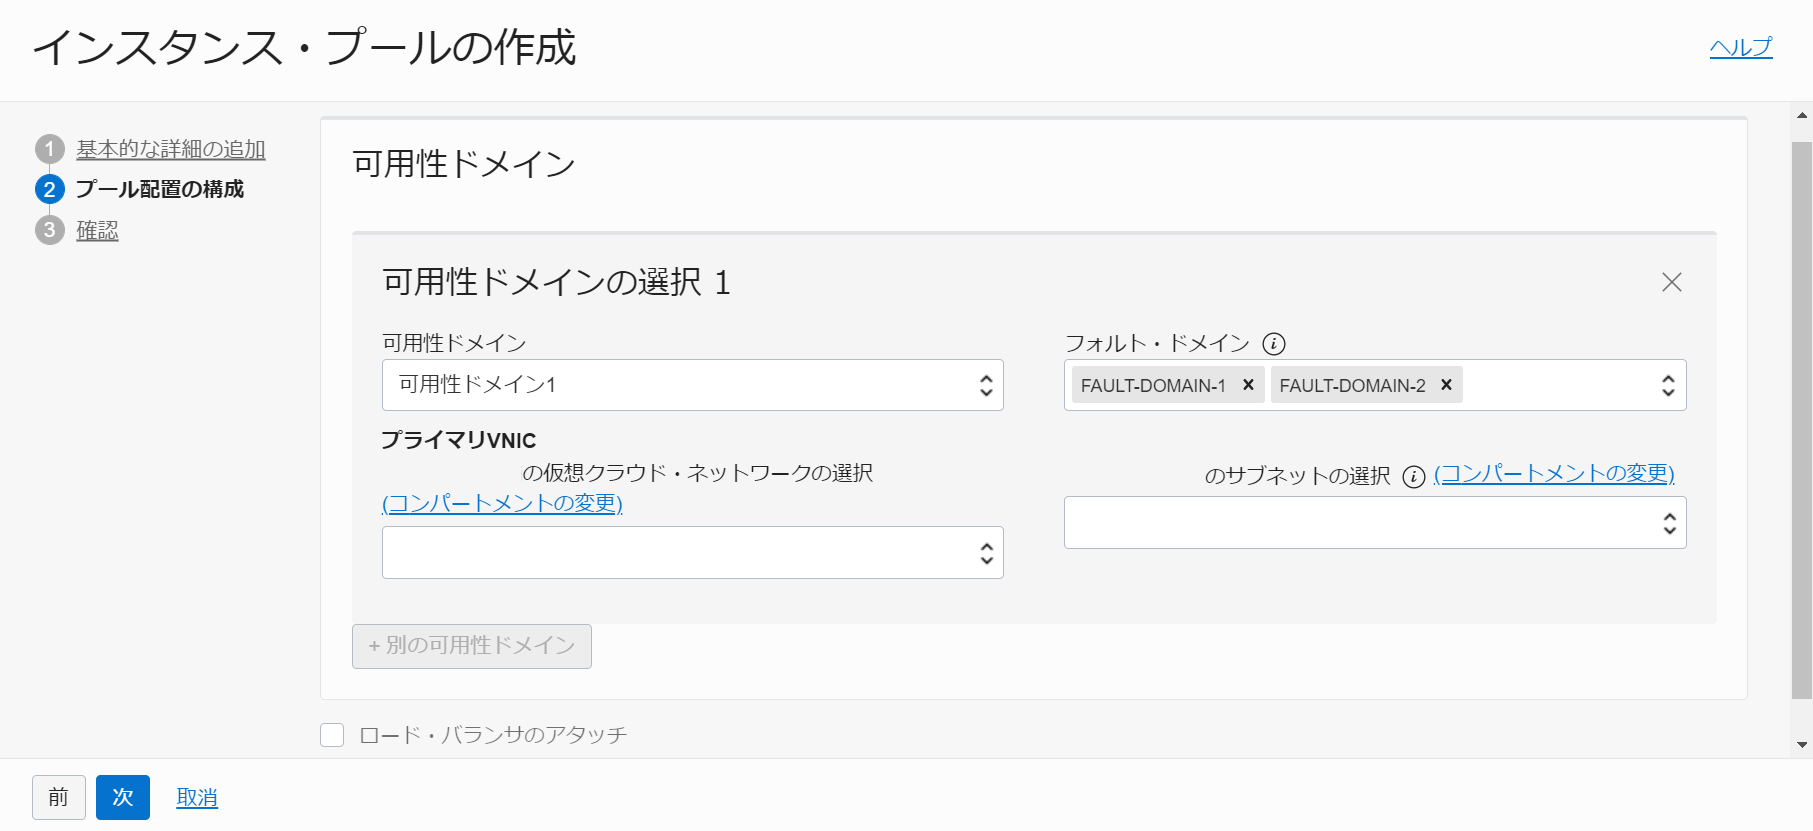 インスタンス・プールの作成
ヘルプ
1 基本的な詳細の追加
2 プール配置の構成
3 確認
可用性ドメイン
可用性ドメインの選択 1
可用性ドメイン
可用性ドメイン1
フォルト・ドメイン
FAULT-DOMAIN-1 × FAULT-DOMAIN-2 ×
プライマリVNIC
の仮想クラウド・ネットワークの選択
(コンパートメントの変更)
のサブネットの選択 (コンパートメントの変更)
+ 別の可用性ドメイン
ロード・バランサのアタッチ
前 次 取消